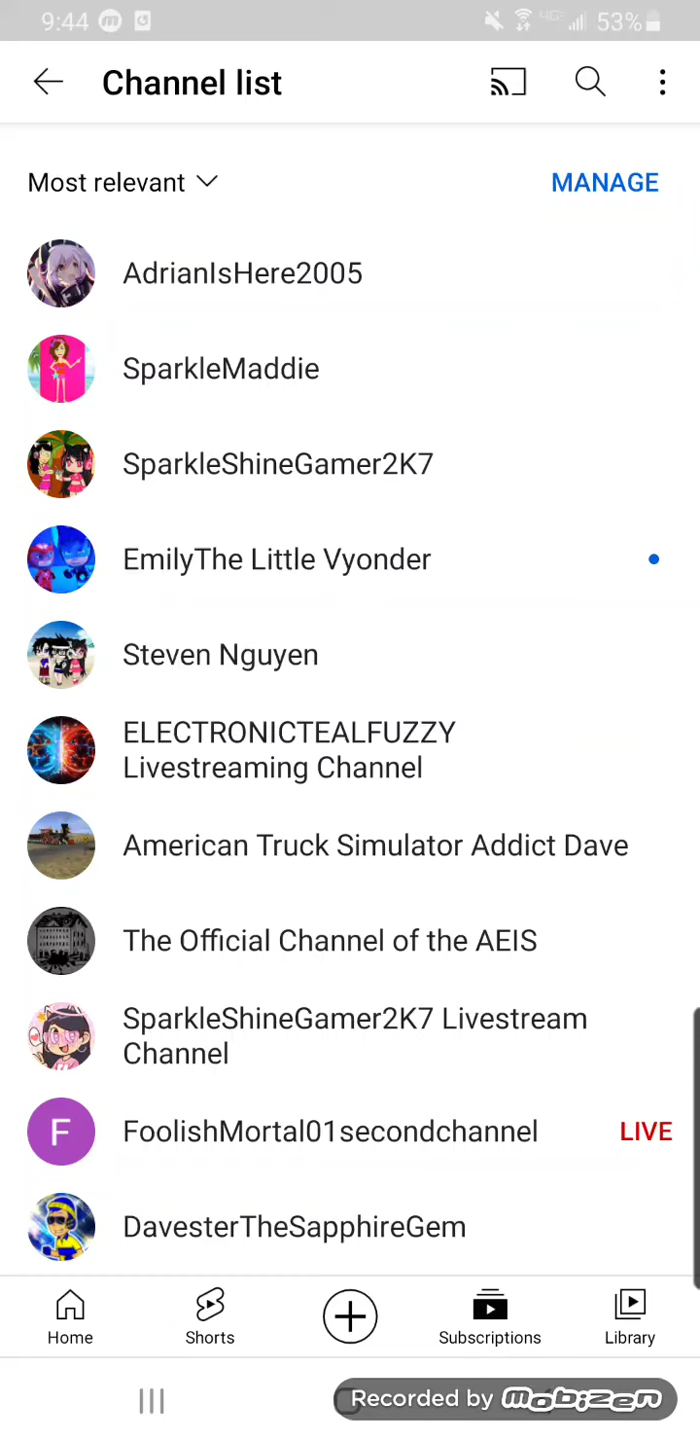 9:44
4G 53%
Channel list
Most relevant MANAGE
AdrianIsHere2005
SparkleMaddie
SparkleShineGamer2K7
EmilyThe Little Vyonder
Steven Nguyen
ELECTRONICTEALFUZZY
Livestreaming Channel
American Truck Simulator Addict Dave
The Official Channel of the AEIS
SparkleShineGamer2K7 Livestream
Channel
F FoolishMortal01secondchannel LIVE
DavesterTheSapphireGem
Home Shorts Subscriptions Library
Recorded by mobizen